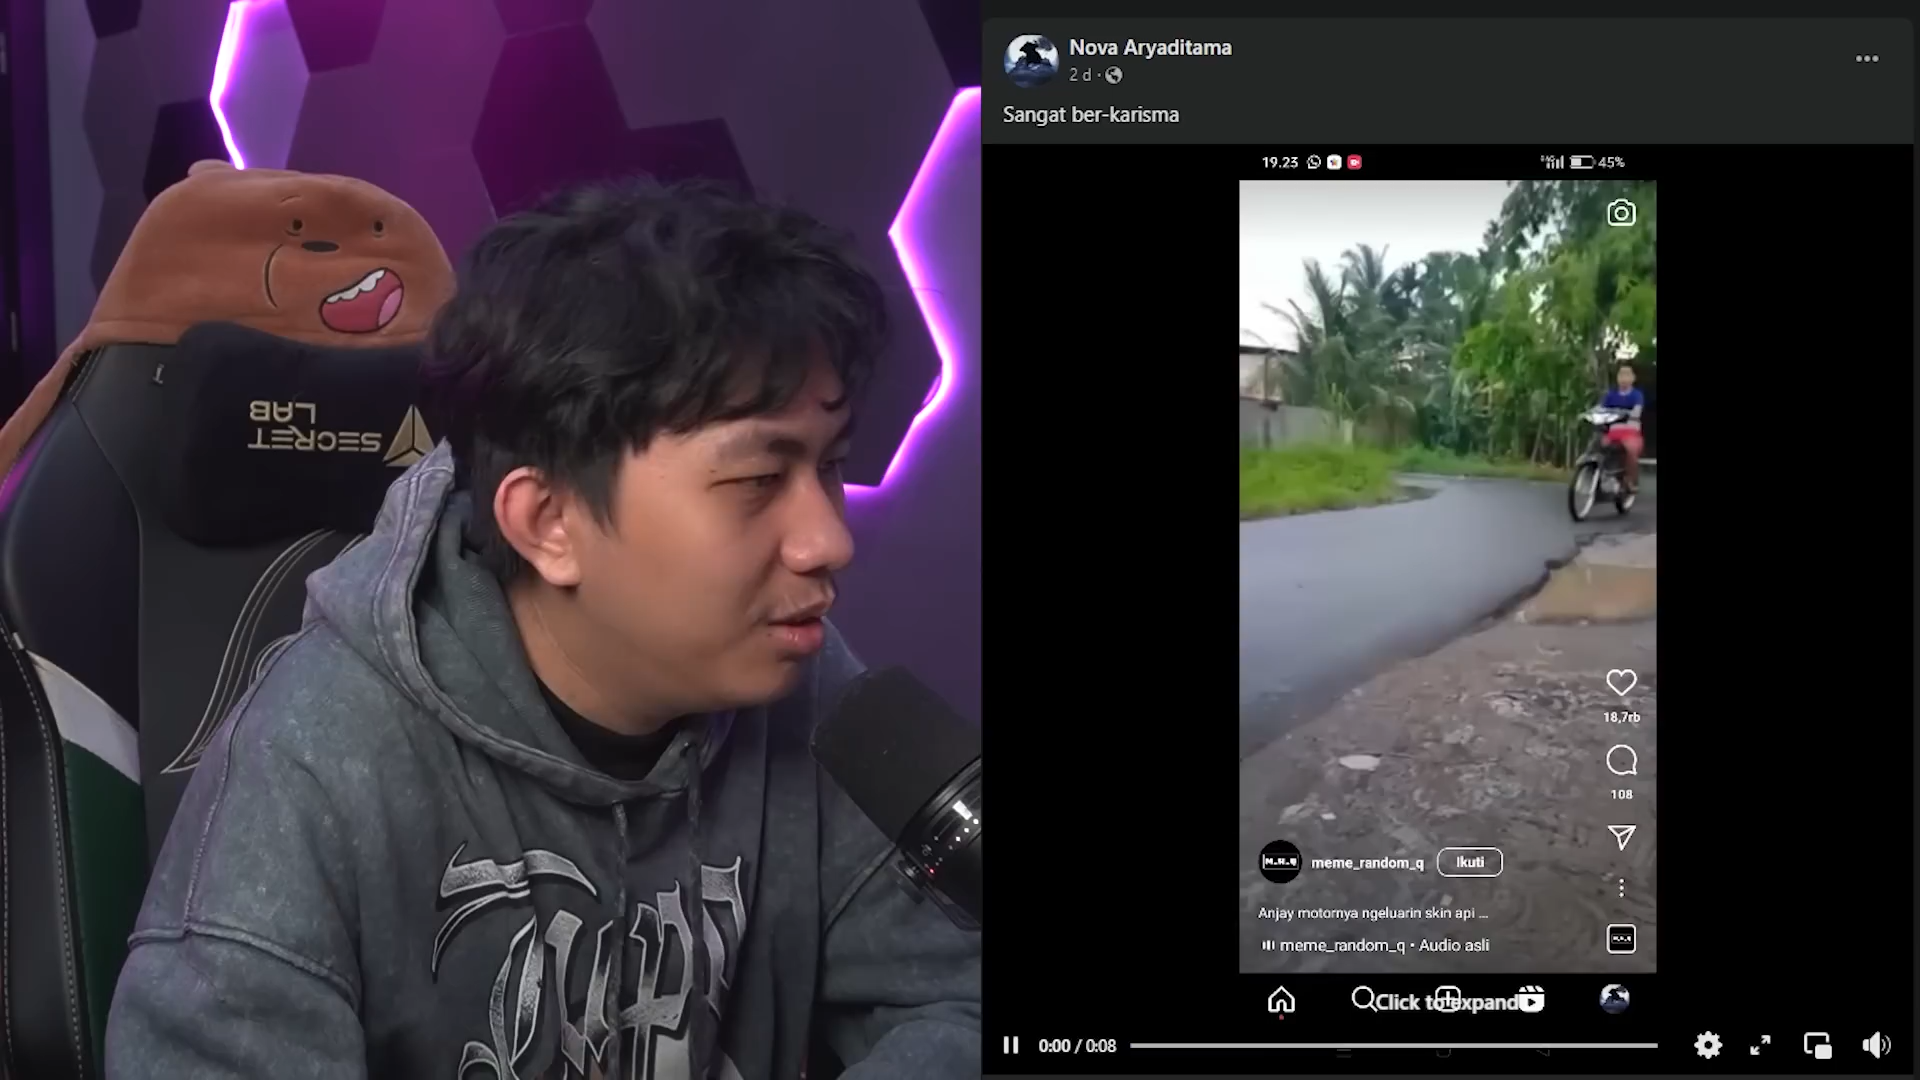 SECRET
LAB
Nova Aryaditama
2 d ·
Sangat ber-karisma
19.23
45%
18,7rb
108
meme_random_q
Ikuti
Anjay motornya ngeluarin skin api ...
meme_random_q • Audio asli
Click to expand
0:00 / 0:08